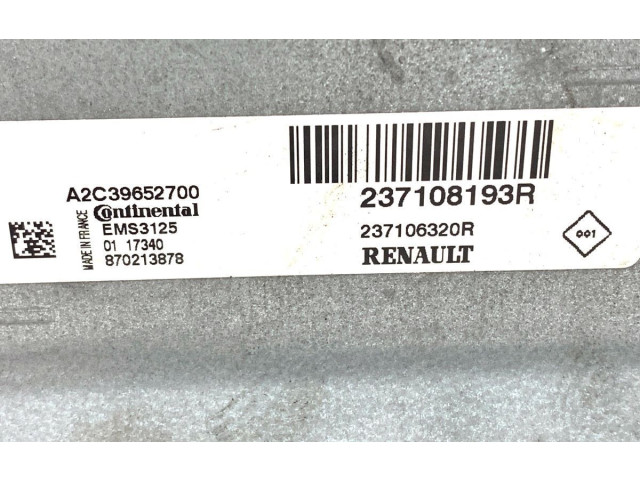 A2C39652700
Continental
EMS3125
01 17340
870213878
MADE IN FRANCE
237108193R
237106320R
RENAULT
001